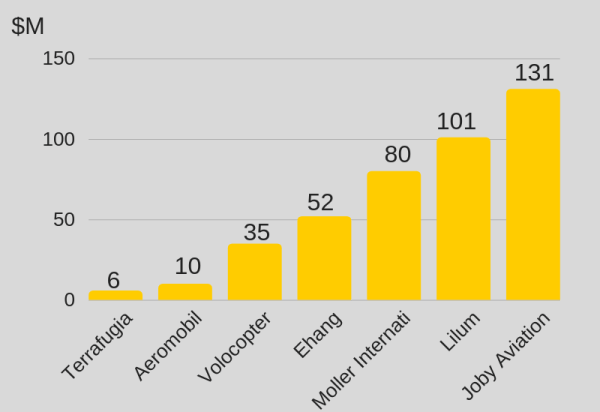 $M
150
100
50
0
6
10
35
52
80
101
131
Terrafugia
Aeromobil
Volocopter
Ehang
Moller Internati
Lilum
Joby Aviation